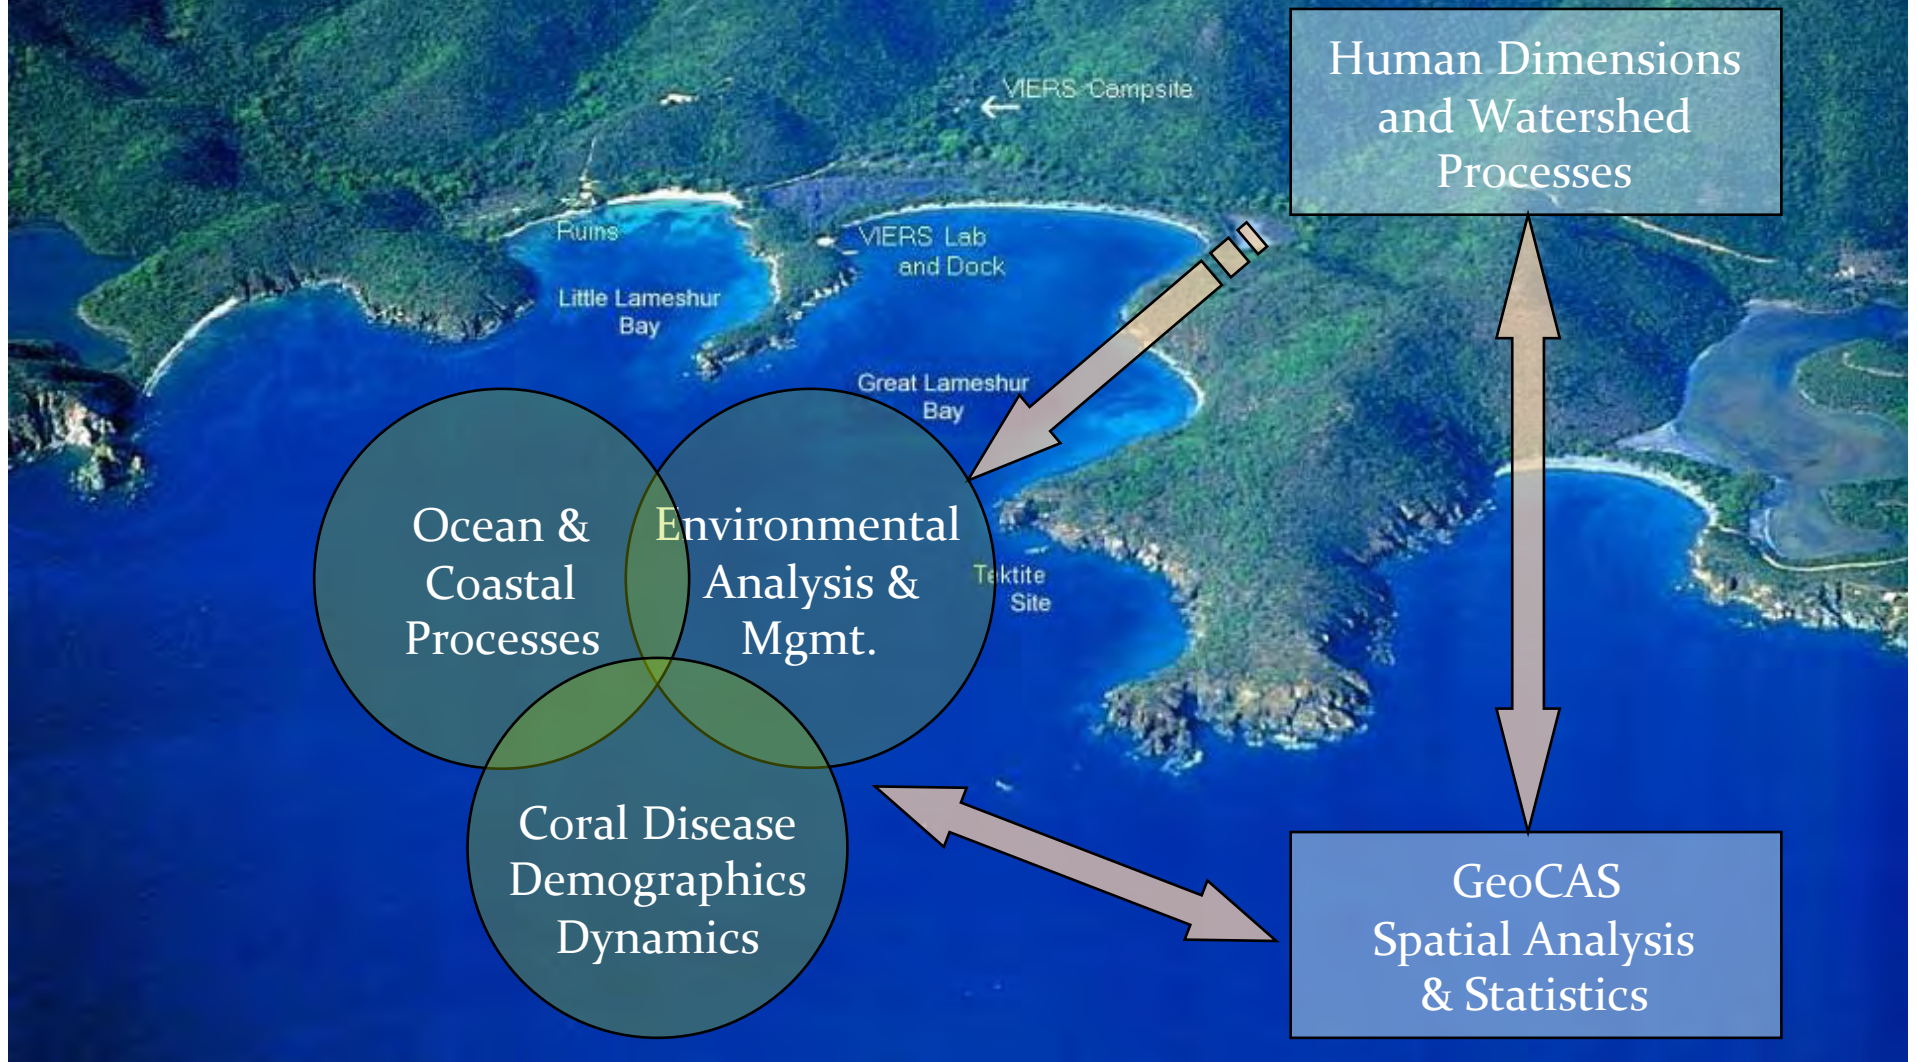 Human Dimensions
and Watershed
Processes
VIERS Campsite
Ruins
VIERS Lab
and Dock
Little Lameshur
Bay
Great Lameshur
Bay
Ocean &
Coastal
Processes
Environmental
Analysis &
Mgmt.
Tektite
Site
Coral Disease
Demographics
Dynamics
GeoCAS
Spatial Analysis
& Statistics